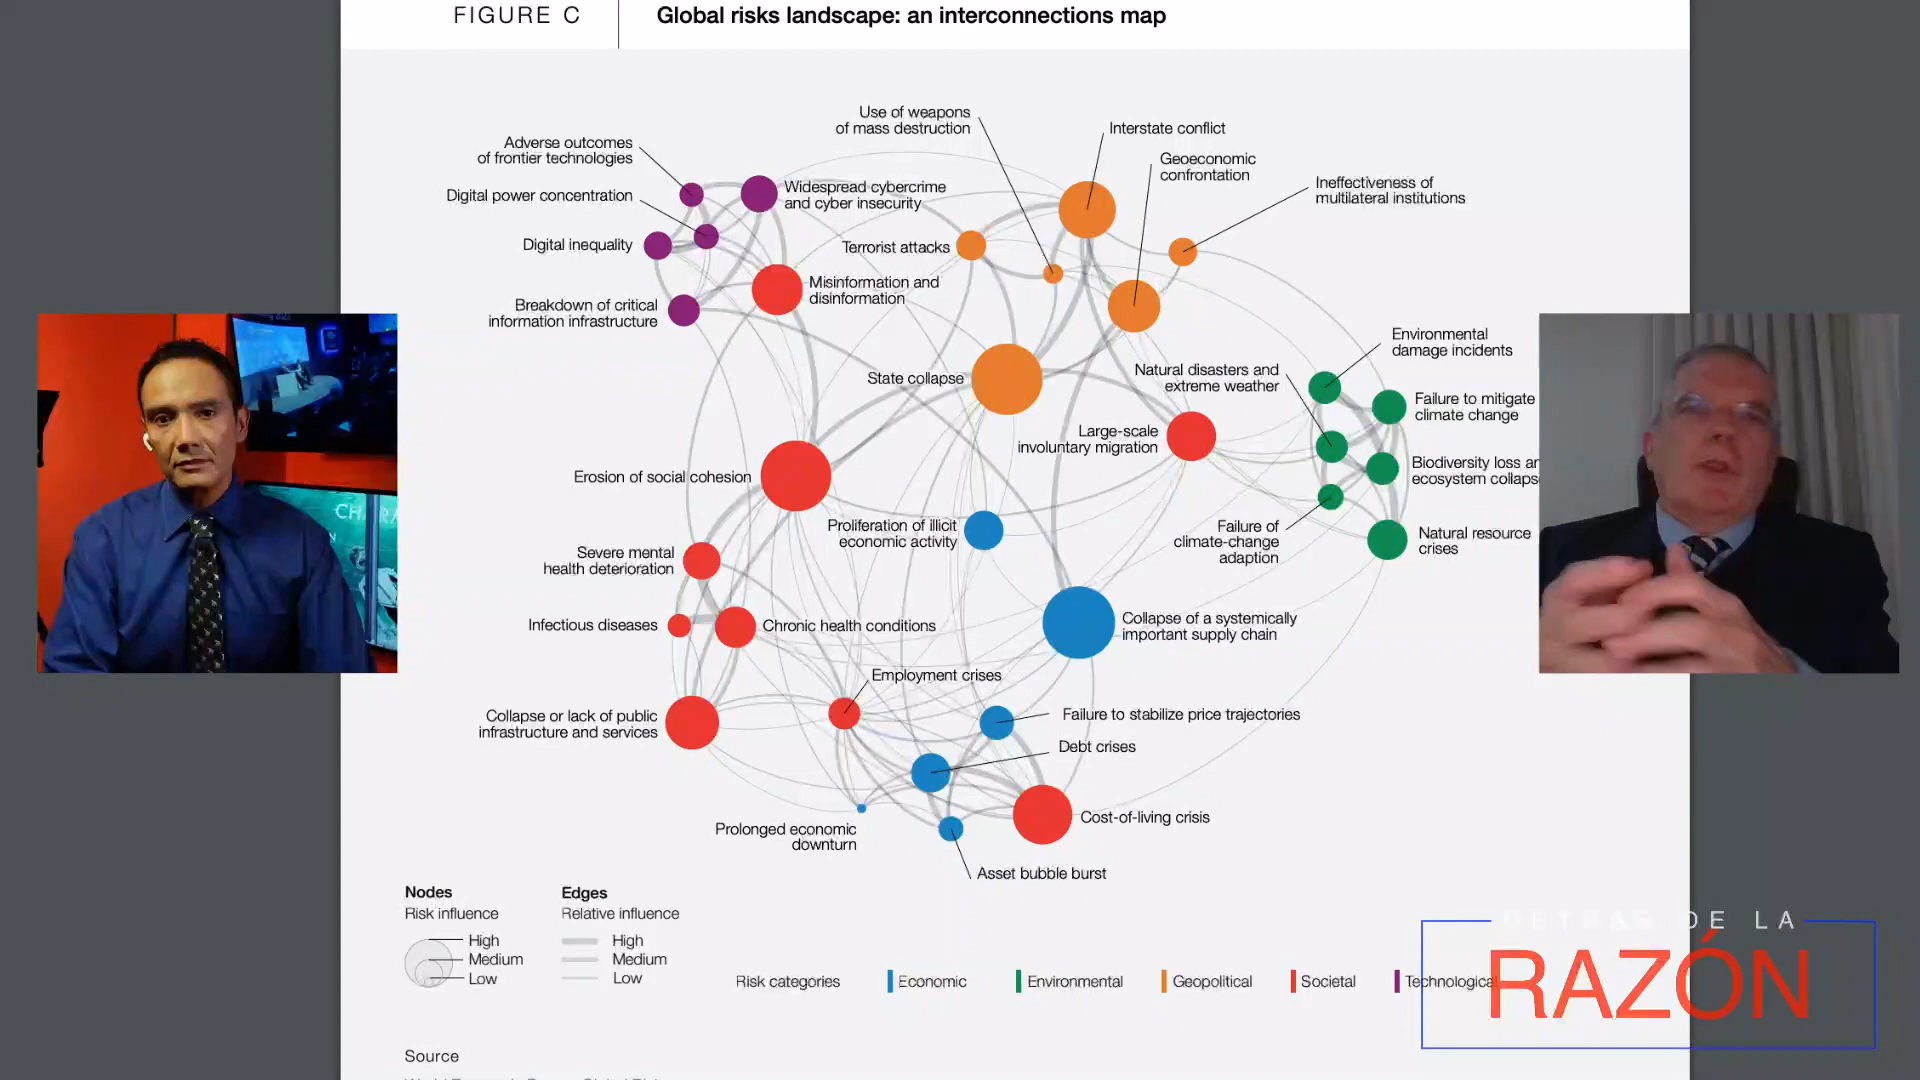 FIGURE C
Global risks landscape: an interconnections map
Use of weapons
of mass destruction
Interstate conflict
Adverse outcomes
of frontier technologies
Geoeconomic
confrontation
Digital power concentration
Widespread cybercrime
and cyber insecurity
Ineffectiveness of
multilateral institutions
Digital inequality
Terrorist attacks
Misinformation and
disinformation
Breakdown of critical
information infrastructure
Environmental
damage incidents
State collapse
Natural disasters and
extreme weather
Failure to mitigate
climate change
Large-scale
involuntary migration
Erosion of social cohesion
Biodiversity loss ar
ecosystem collaps
Proliferation of illicit
economic activity
Failure of
climate-change
adaption
Natural resource
crises
Severe mental
health deterioration
Infectious diseases
Chronic health conditions
Collapse of a systemically
important supply chain
Employment crises
Collapse or lack of public
infrastructure and services
Failure to stabilize price trajectories
Debt crises
Prolonged economic
downturn
Cost-of-living crisis
Asset bubble burst
Nodes
Risk influence
High
Medium
Low
Edges
Relative influence
High
Medium
Low
Risk categories
Economic
Environmental
Geopolitical
Societal
Technological
DETRÁS DE LA
RAZÓN
Source